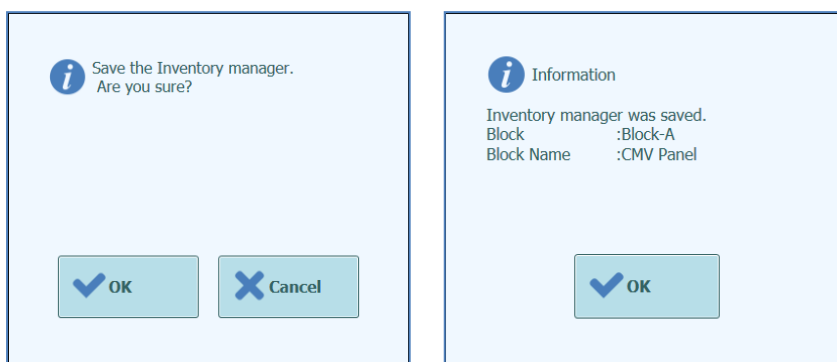 Save the Inventory manager.
Are you sure?
OK
Cancel
Information
Inventory manager was saved.
Block :Block-A
Block Name :CMV Panel
OK